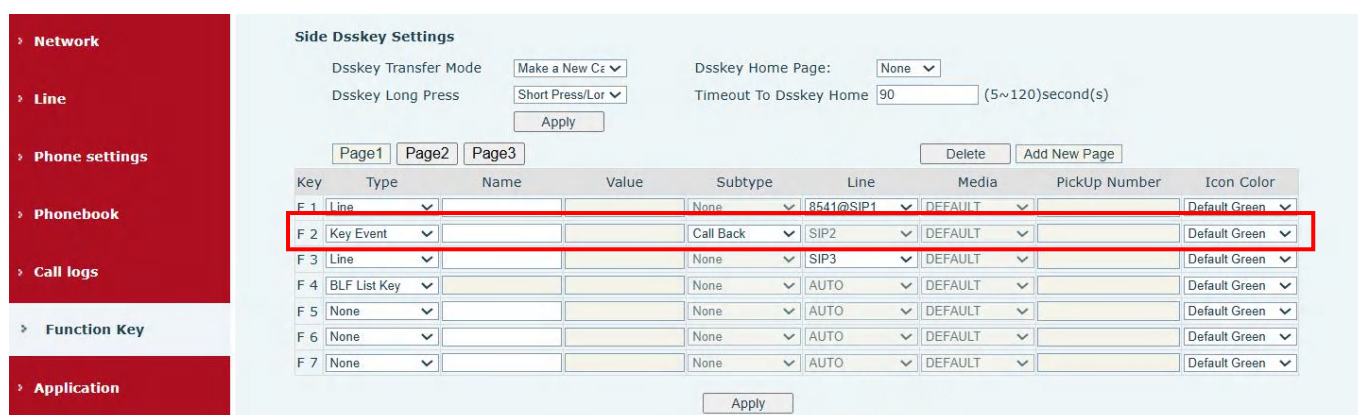 Network
Line
Phone settings
Phonebook
Call logs
Function Key
Application
Side Dsskey Settings
Dsskey Transfer Mode Make a New Ca Dsskey Home Page: None
Dsskey Long Press Short Press/Lor Timeout To Dsskey Home 90 (5~120)second(s)
Apply
Page1 Page2 Page3 Delete Add New Page
Key Type Name Value Subtype Line Media PickUp Number Icon Color
F 1 Line None 8541@SIP1 DEFAULT Default Green
F 2 Key Event Call Back SIP2 DEFAULT Default Green
F 3 Line None SIP3 DEFAULT Default Green
F 4 BLF List Key None AUTO DEFAULT Default Green
F 5 None None AUTO DEFAULT Default Green
F 6 None None AUTO DEFAULT Default Green
F 7 None None AUTO DEFAULT Default Green
Apply